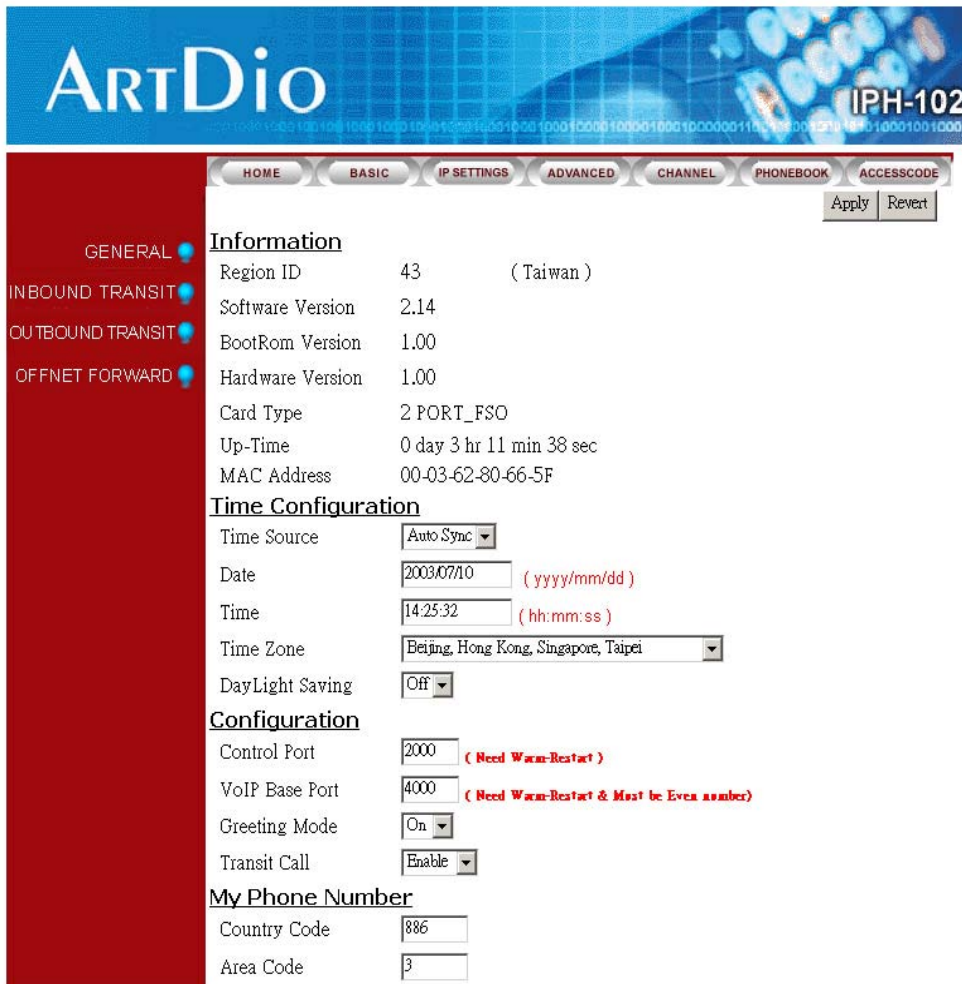 ARTDio
IPH-102
HOME BASIC IP SETTINGS ADVANCED CHANNEL PHONEBOOK ACCESSCODE
Apply Revert
GENERAL
INBOUND TRANSIT
OUTBOUND TRANSIT
OFFNET FORWARD
Information
Region ID 43 ( Taiwan )
Software Version 2.14
BootRom Version 1.00
Hardware Version 1.00
Card Type 2 PORT_FSO
Up-Time 0 day 3 hr 11 min 38 sec
MAC Address 00-03-62-80-66-5F
Time Configuration
Time Source Auto Sync
Date 2003/07/10 ( yyyy/mm/dd )
Time 14:25:32 ( hh:mm:ss )
Time Zone Beijing, Hong Kong, Singapore, Taipei
DayLight Saving Off
Configuration
Control Port 2000 ( Need Warm-Restart )
VoIP Base Port 4000 ( Need Warm-Restart & Must be Even number)
Greeting Mode On
Transit Call Enable
My Phone Number
Country Code 886
Area Code 3